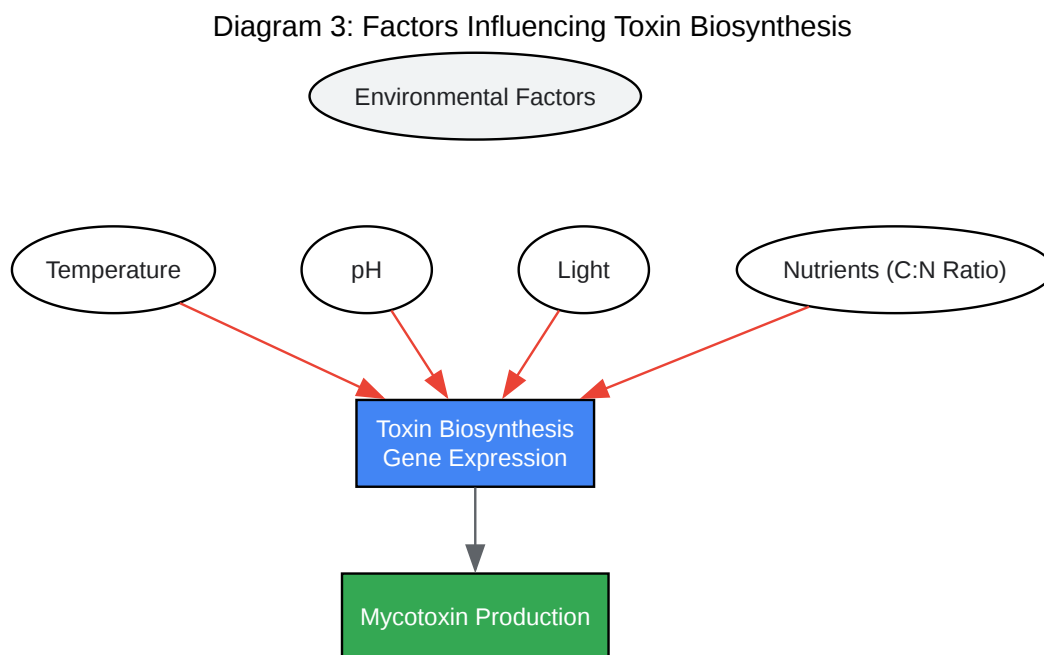 Diagram 3: Factors Influencing Toxin Biosynthesis
Environmental Factors
Temperature
pH
Light
Nutrients (C:N Ratio)
Toxin Biosynthesis
Gene Expression
Mycotoxin Production